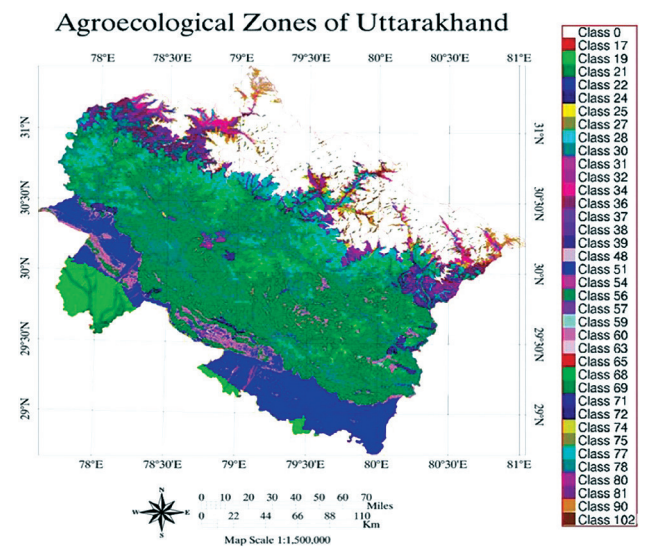 Agroecological Zones of Uttarakhand
78°E 78°30'E 79°E 79°30'E 80°E 80°30'E 81°E
31°N
30°30'N
30°N
29°30'N
29°N
31°N
30°30'N
30°N
29°30'N
29°N
78°E 78°30'E 79°E 79°30'E 80°E 80°30'E 81°E
N
W E
S
0 10 20 30 40 50 60 70
Miles
0 22 44 66 88 110
Km
Map Scale 1:1,500,000
Class 0
Class 17
Class 19
Class 21
Class 22
Class 24
Class 25
Class 27
Class 28
Class 30
Class 31
Class 32
Class 34
Class 36
Class 37
Class 38
Class 39
Class 48
Class 51
Class 54
Class 56
Class 57
Class 59
Class 60
Class 63
Class 65
Class 68
Class 69
Class 71
Class 72
Class 74
Class 75
Class 77
Class 78
Class 80
Class 81
Class 90
Class 102